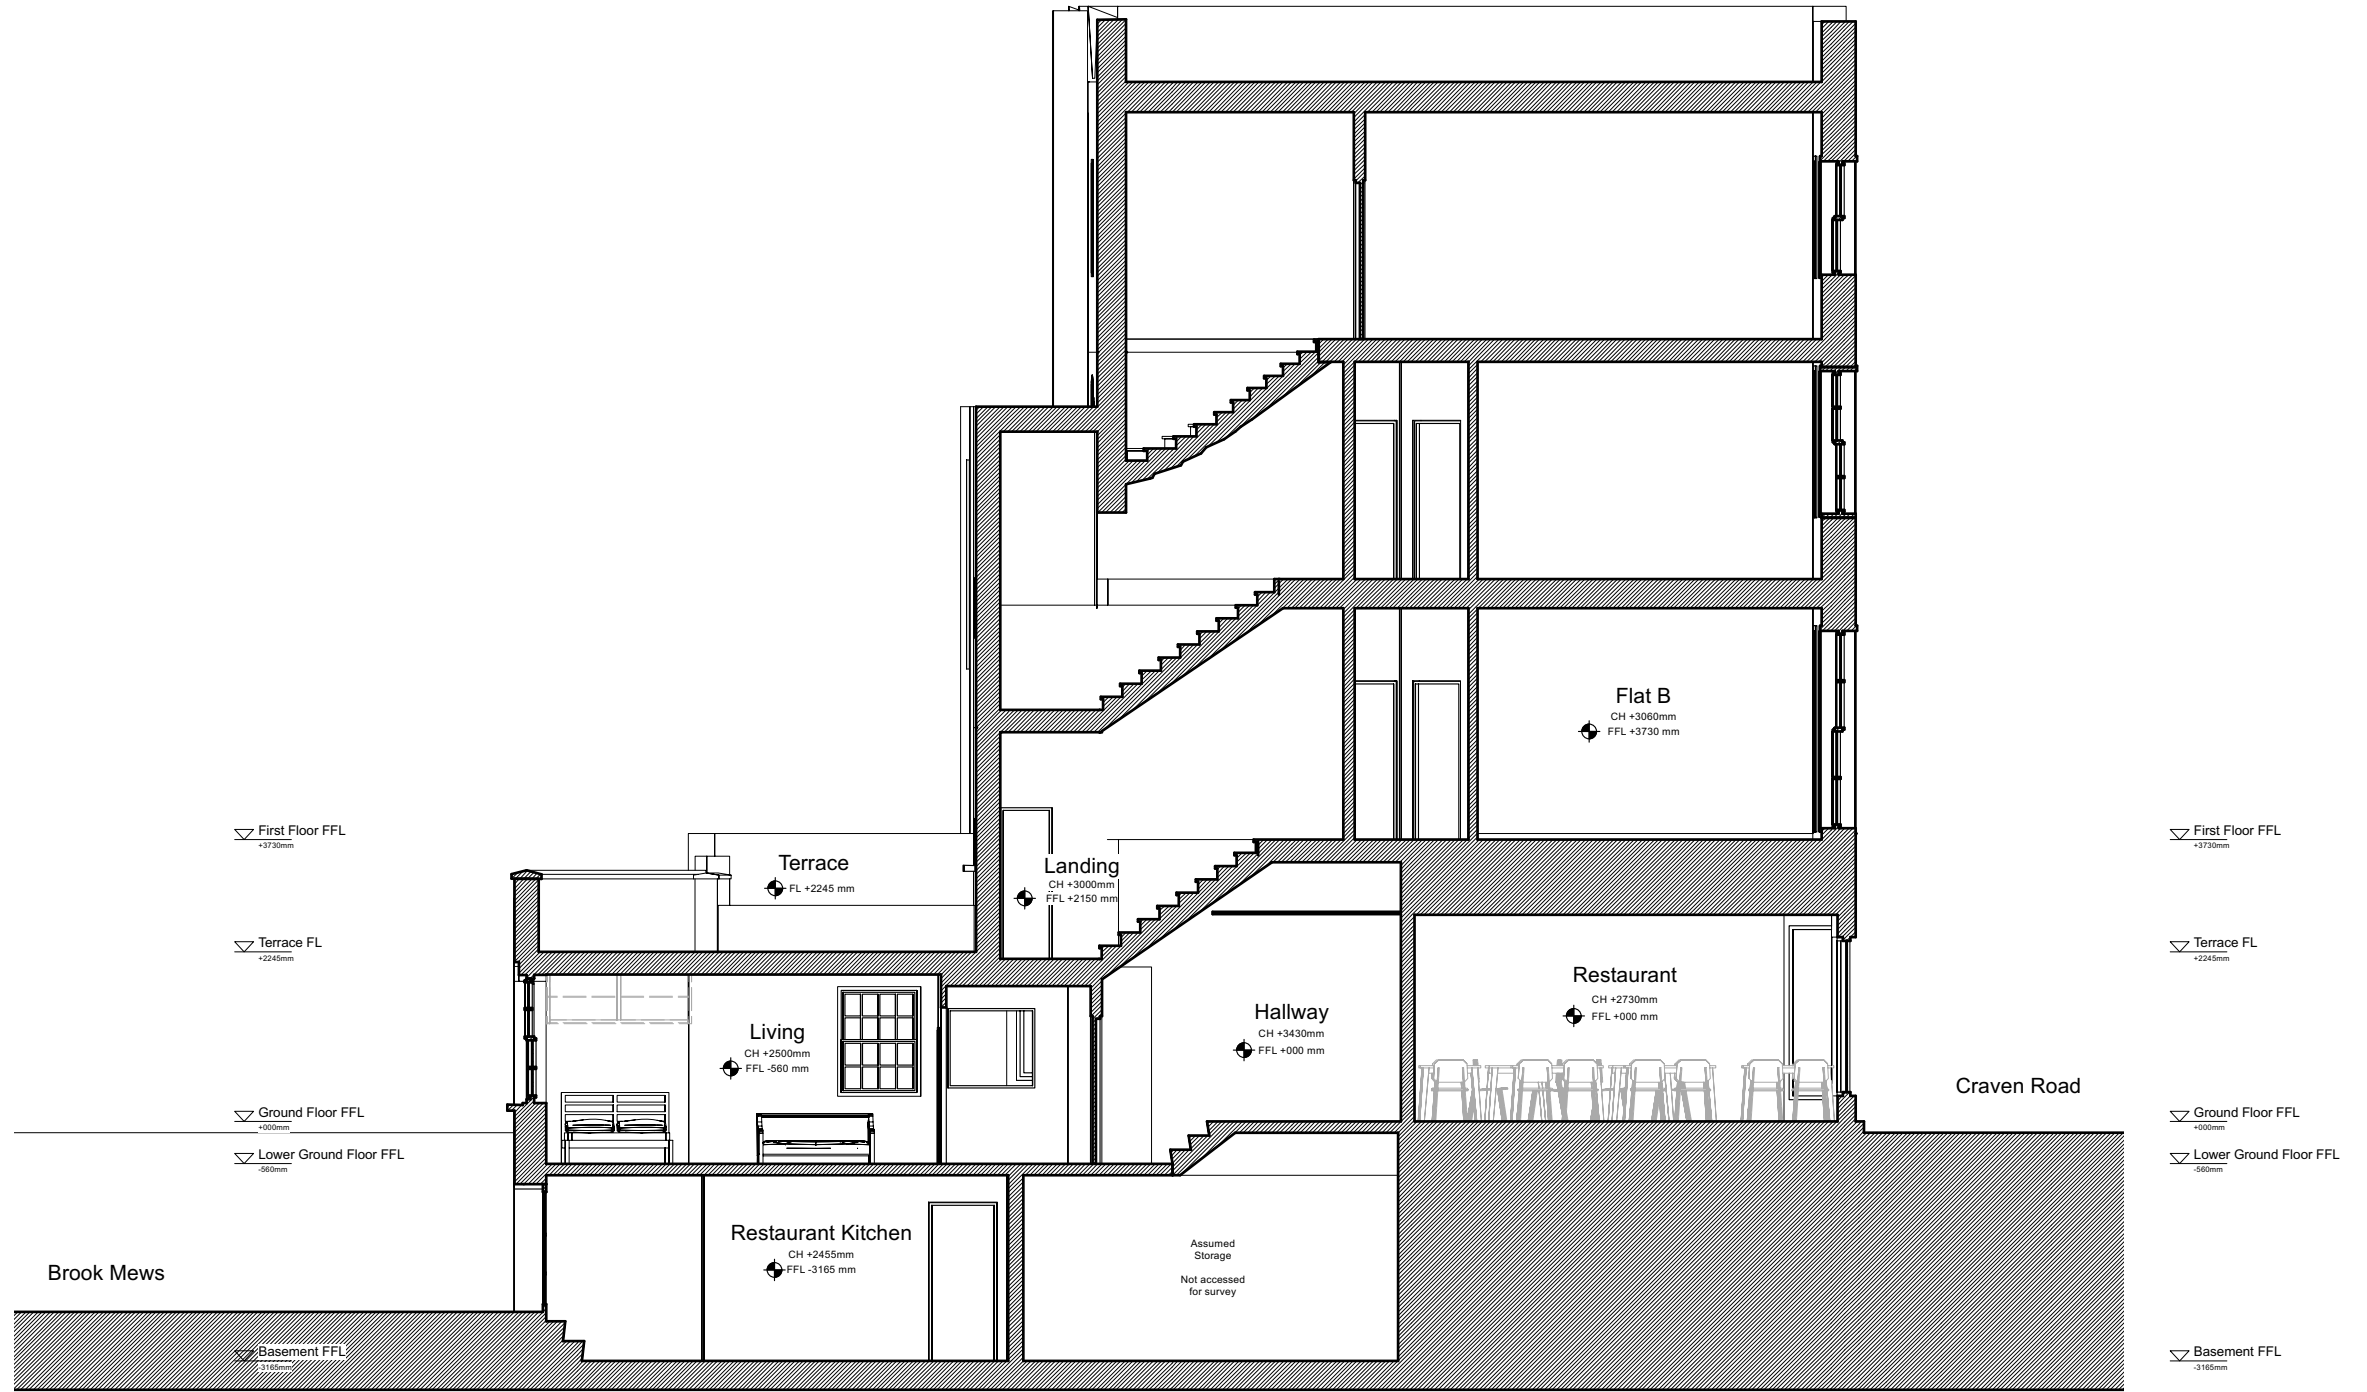 Flat B
CH +3060mm
FFL +3730 mm
First Floor FFL
+3730mm
First Floor FFL
+3730mm
Terrace
FL +2245 mm
Landing
CH +3000mm
FFL +2150 mm
Terrace FL
+2245mm
Terrace FL
+2245mm
Living
CH +2500mm
FFL -560 mm
Hallway
CH +3430mm
FFL +000 mm
Restaurant
CH +2730mm
FFL +000 mm
Craven Road
Ground Floor FFL
+000mm
Ground Floor FFL
+000mm
Lower Ground Floor FFL
-560mm
Lower Ground Floor FFL
-560mm
Restaurant Kitchen
CH +2455mm
FFL -3165 mm
Assumed
Storage
Not accessed
for survey
Brook Mews
Basement FFL
-3165mm
Basement FFL
-3165mm